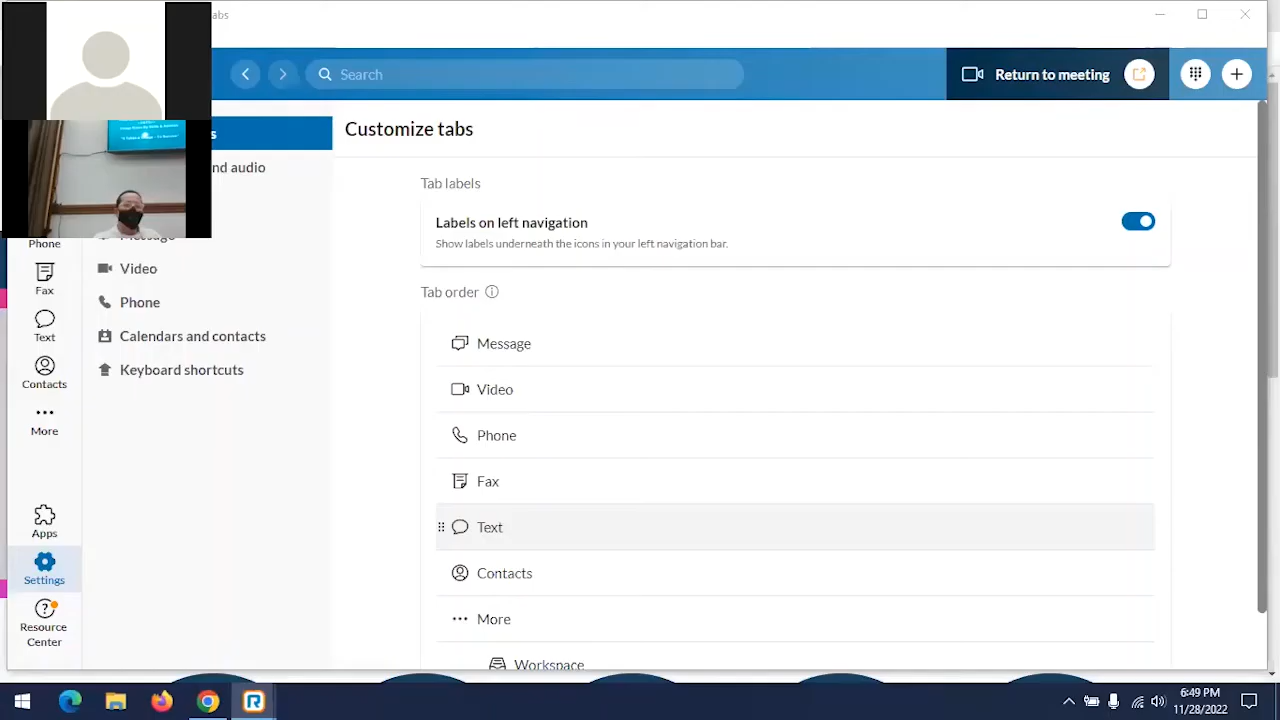 abs
Search
Return to meeting
s
Customize tabs
nd audio
Tab labels
Labels on left navigation
Show labels underneath the icons in your left navigation bar.
Message
Phone
Video
Fax
Phone
Tab order
Text
Calendars and contacts
Message
Contacts
Keyboard shortcuts
Video
More
Phone
Fax
Text
Apps
Contacts
Settings
More
Resource
Center
Workspace
6:49 PM
11/28/2022